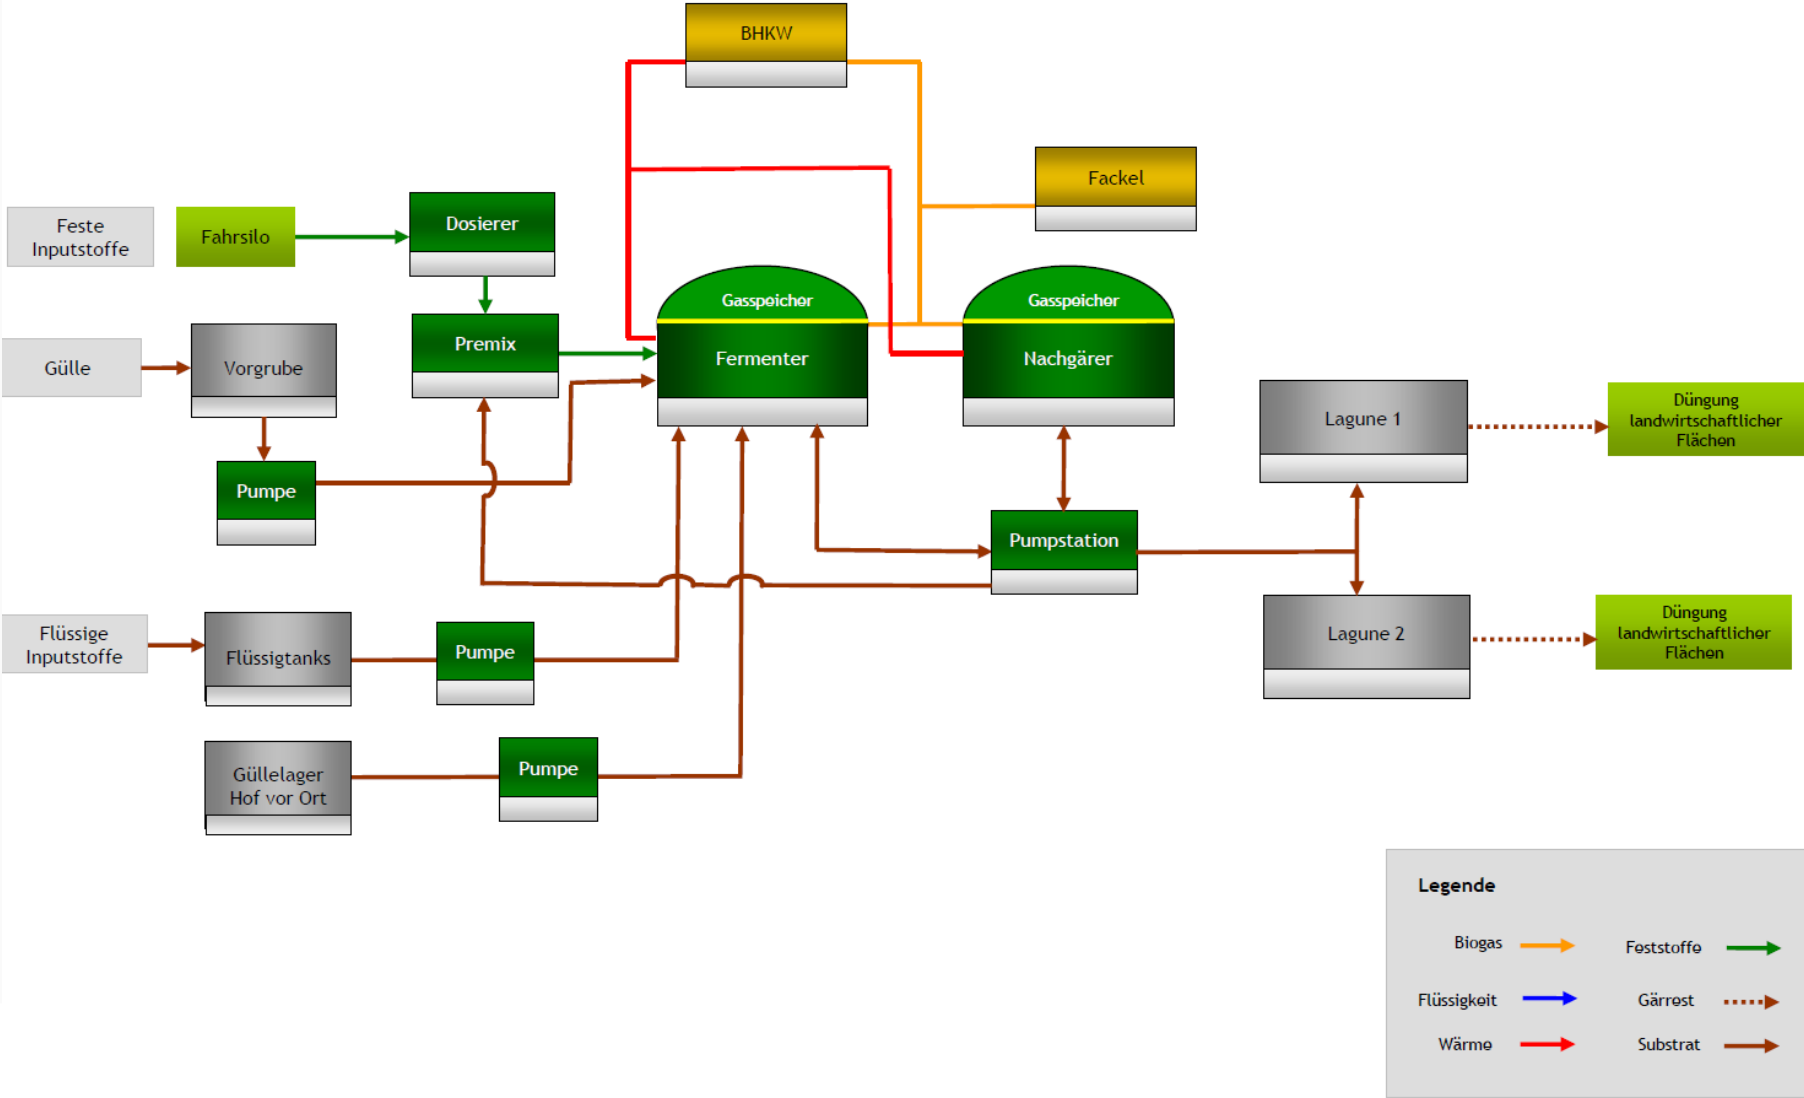 BHKW
Fackel
Feste
Inputstoffe
Fahrsilo
Dosierer
Gasspeicher
Gasspeicher
Premix
Fermenter
Nachgärer
Gülle
Vorgrube
Lagune 1
Düngung
landwirtschaftlicher
Flächen
Pumpe
Pumpstation
Flüssige
Inputstoffe
Flüssigtanks
Pumpe
Lagune 2
Düngung
landwirtschaftlicher
Flächen
Güllelager
Hof vor Ort
Pumpe
Legende
Biogas
Feststoffe
Flüssigkeit
Gärrest
Wärme
Substrat